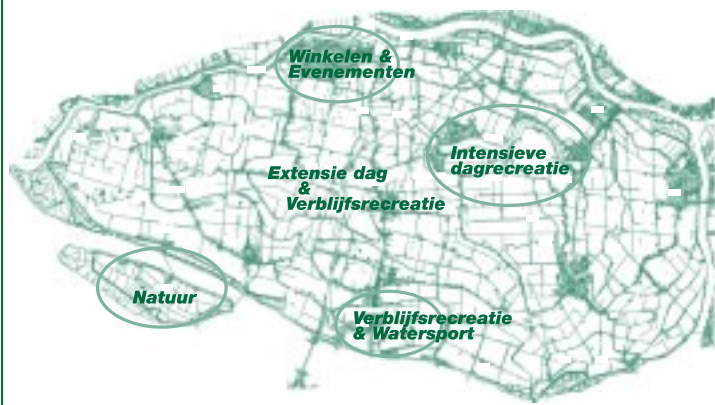 Winkelen &
Evenementen
Intensieve
dagrecreatie
Extensie dag
&
Verblijfsrecreatie
Natuur
Verblijfsrecreatie
& Watersport